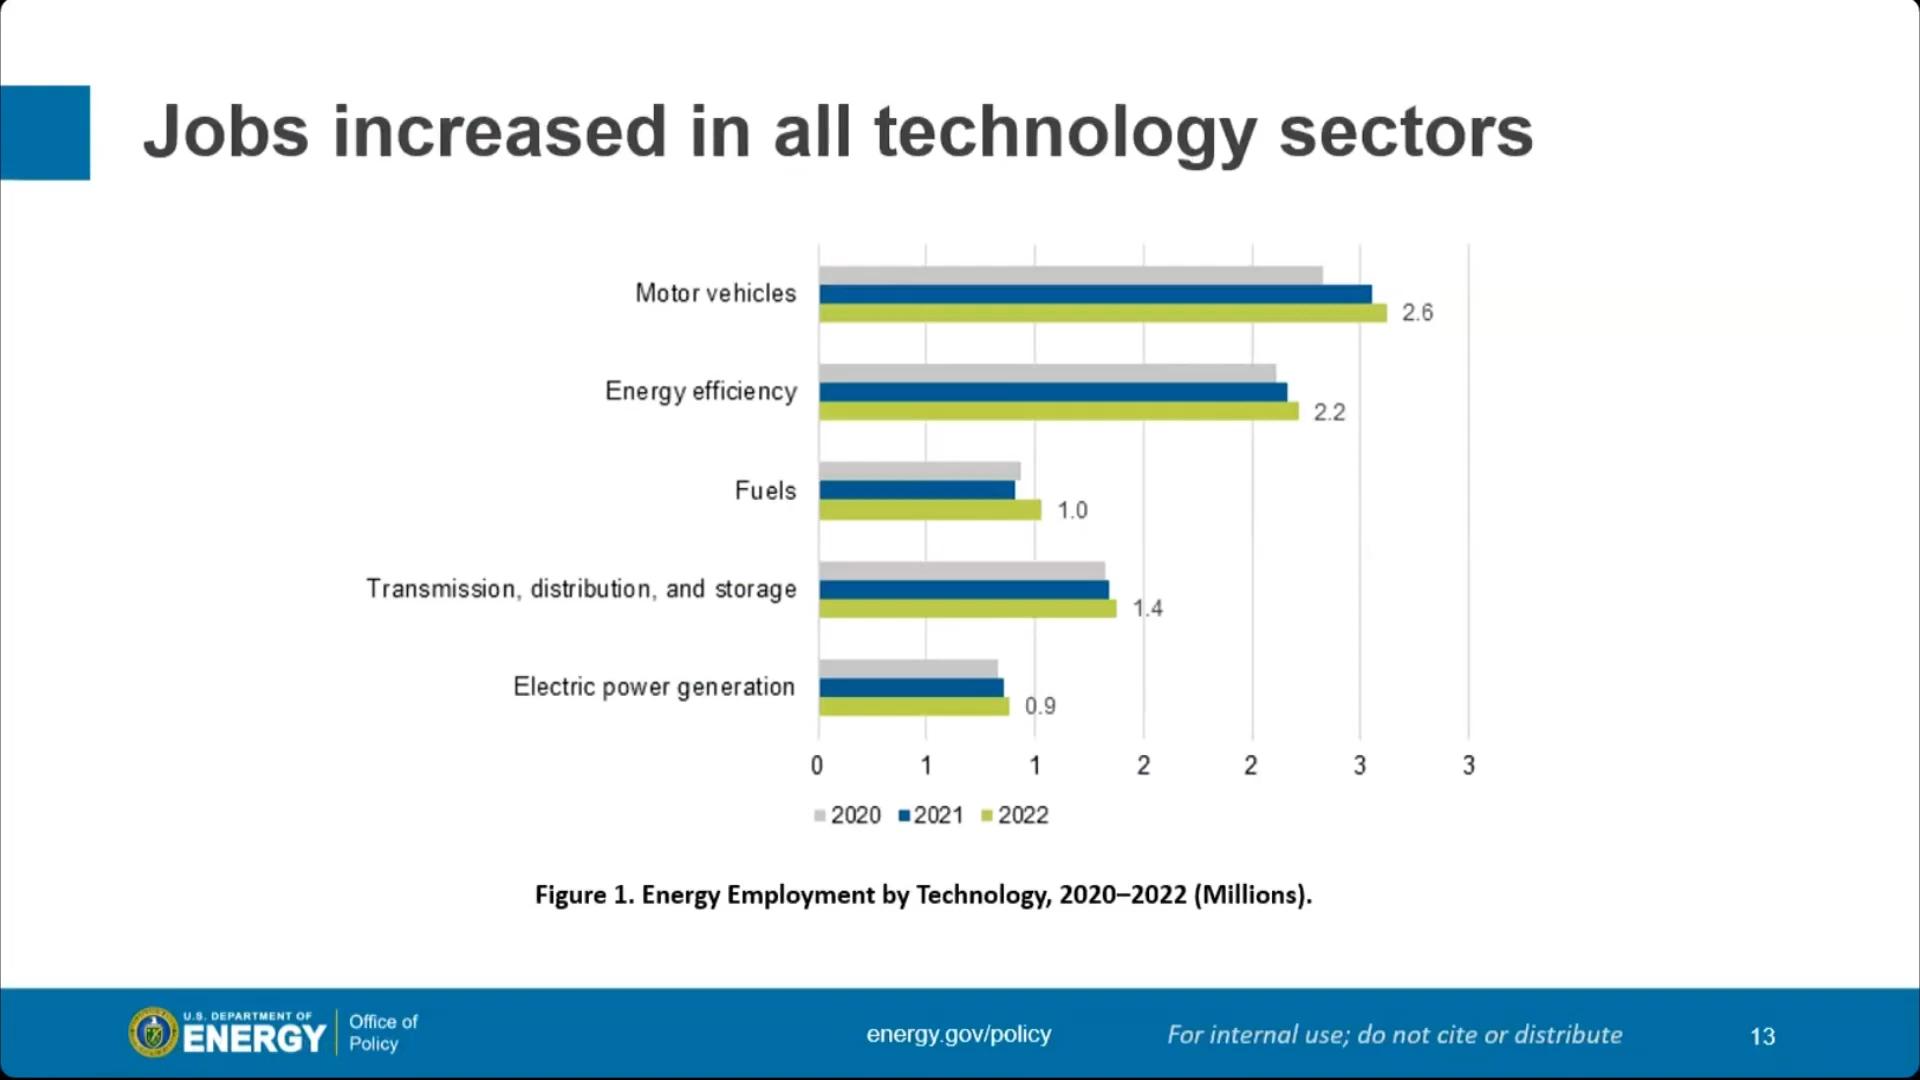 Jobs increased in all technology sectors
Motor vehicles
2.6
Energy efficiency
2.2
Fuels
1.0
Transmission, distribution, and storage
1.4
Electric power generation
0.9
0 1 1 2 2 3 3
2020 2021 2022
Figure 1. Energy Employment by Technology, 2020–2022 (Millions).
U.S. DEPARTMENT OF
ENERGY
Office of
Policy
energy.gov/policy
For internal use; do not cite or distribute
13